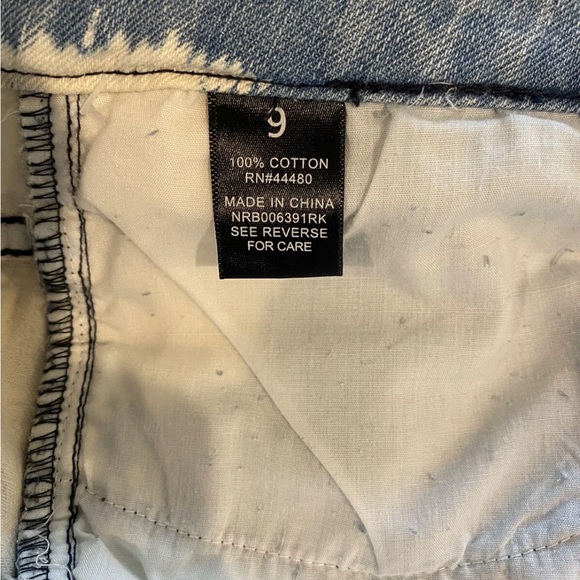 9
100% COTTON
RN#44480
MADE IN CHINA
NRB006391RK
SEE REVERSE
FOR CARE